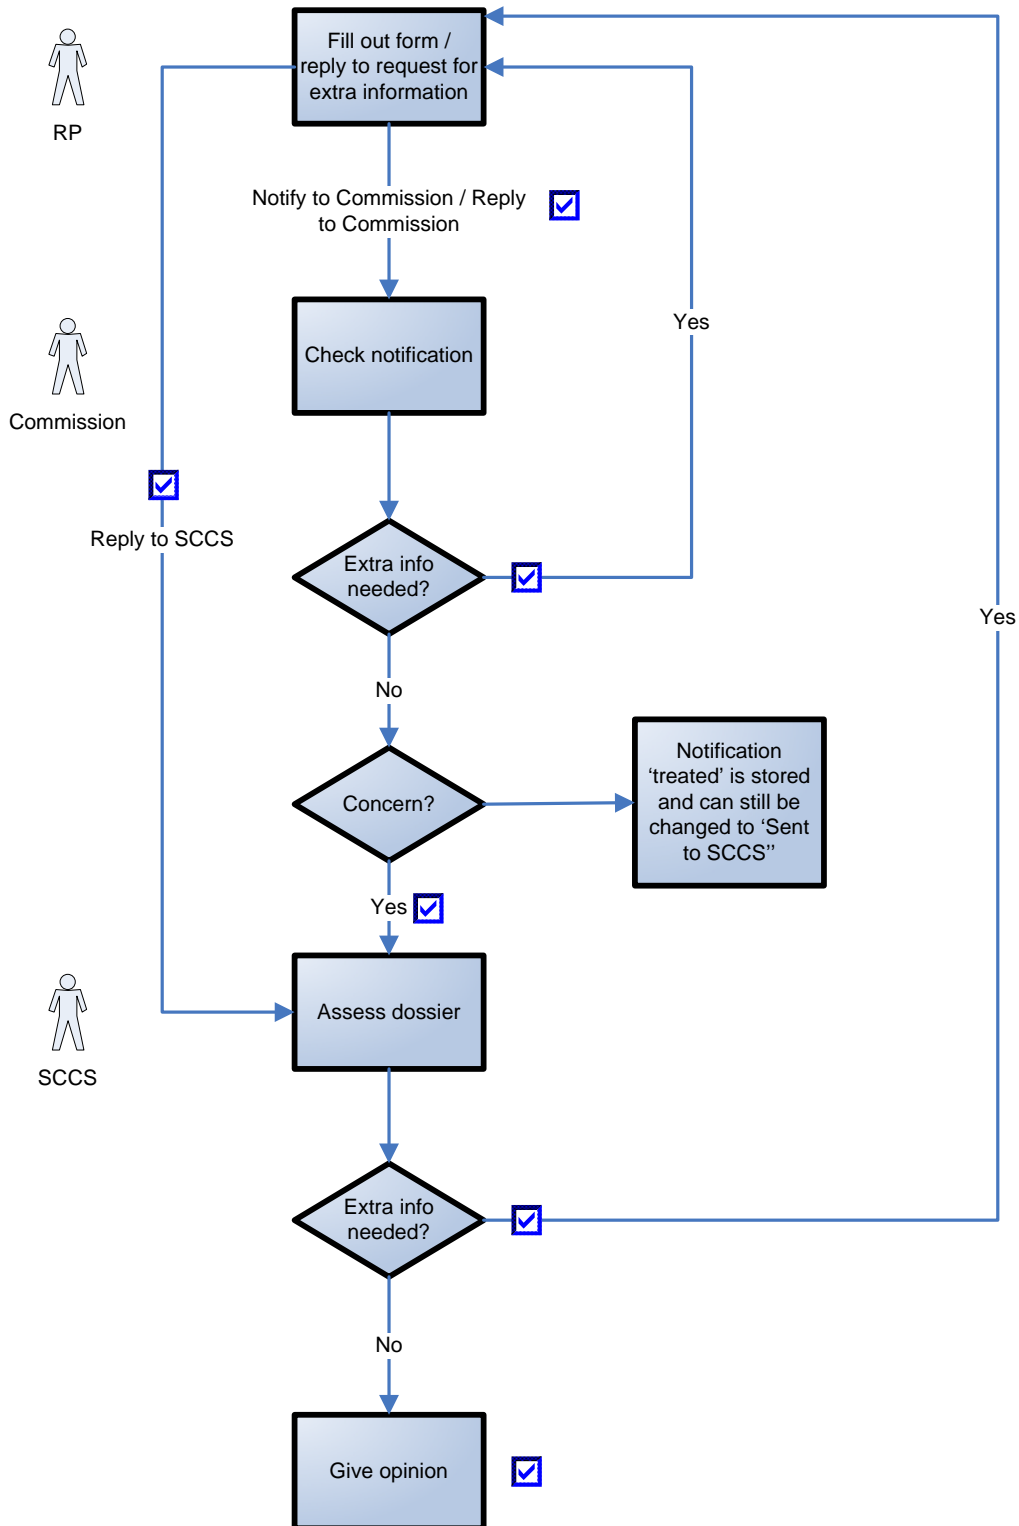 Fill out form /
reply to request for
extra information
RP
Notify to Commission / Reply
to Commission
Yes
Check notification
Commission
Reply to SCCS
Extra info
needed?
Yes
No
Notification
‘treated’ is stored
and can still be
changed to ‘Sent
to SCCS’’
Concern?
Yes
Assess dossier
SCCS
Extra info
needed?
No
Give opinion